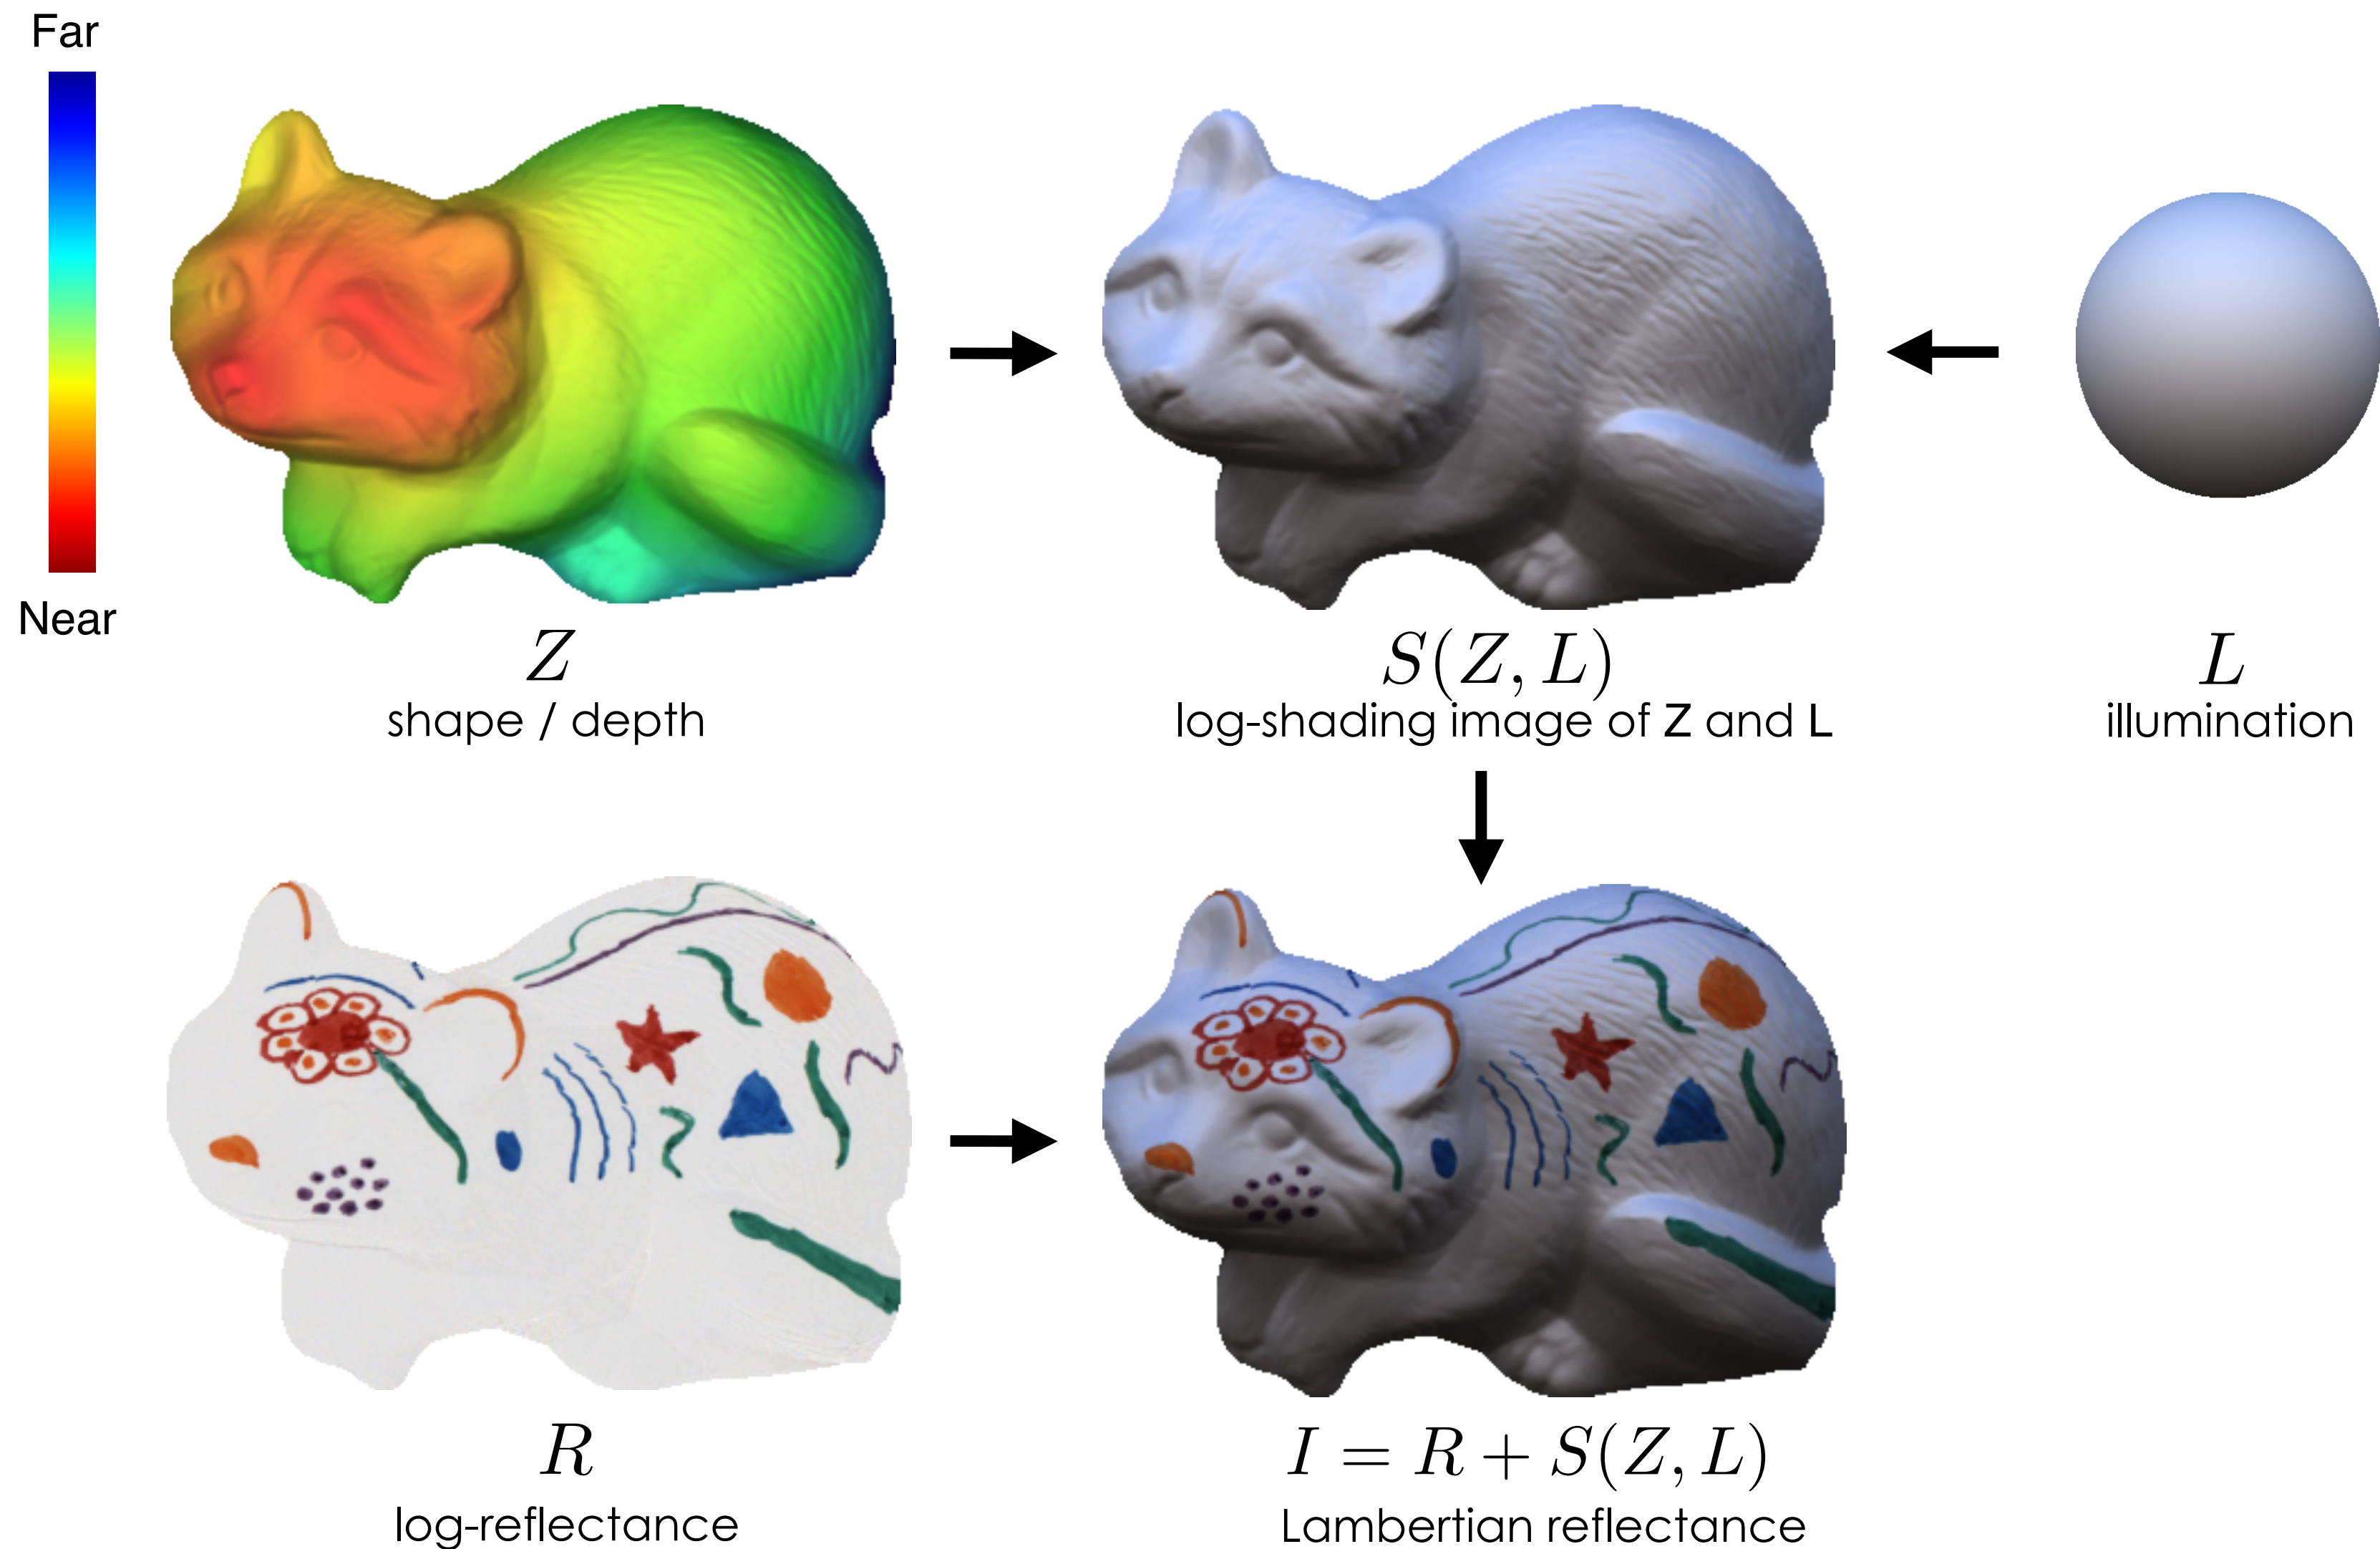 Far
Near
Z
shape / depth
S(Z, L)
log-shading image of Z and L
L
illumination
R
log-reflectance
I = R + S(Z, L)
Lambertian reflectance